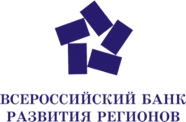 ВСЕРОССИЙСКИЙ БАНК
РАЗВИТИЯ РЕГИОНОВ